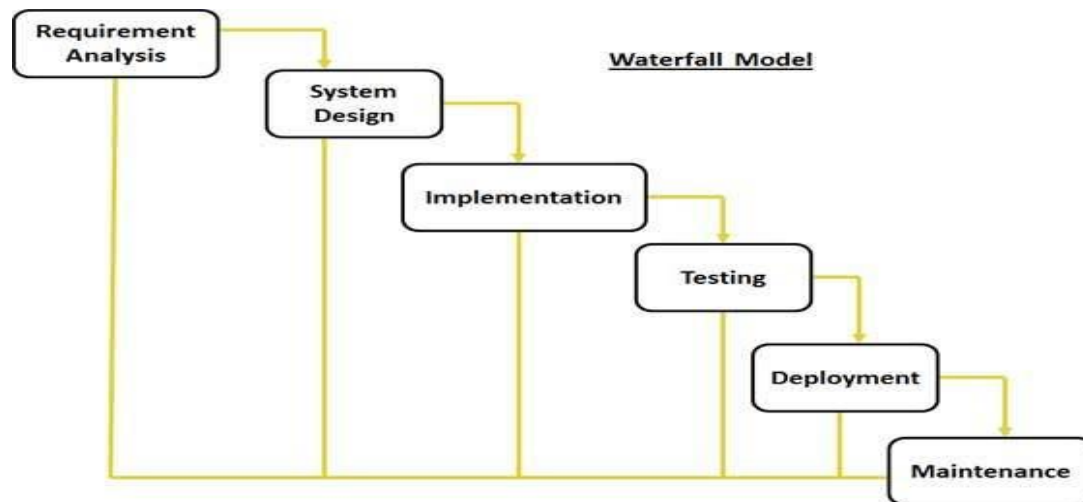 Requirement
Analysis
Waterfall Model
System
Design
Implementation
Testing
Deployment
Maintenance